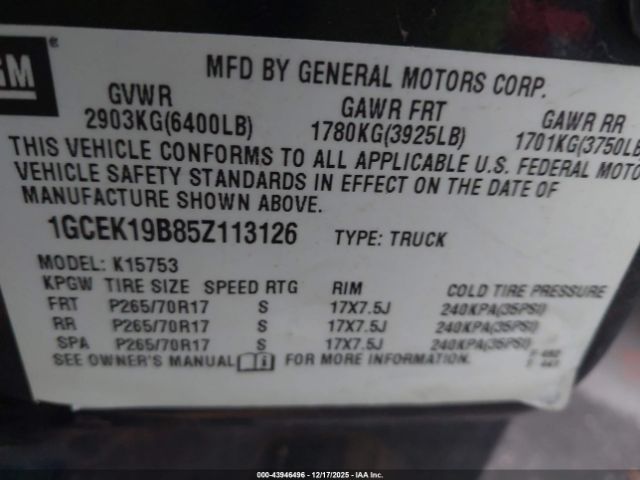 GM
®
MFD BY GENERAL MOTORS CORP.
GVWR GAWR FRT GAWR RR
2903KG(6400LB) 1780KG(3925LB) 1701KG(3750LB
THIS VEHICLE CONFORMS TO ALL APPLICABLE U.S. FEDERAL MOTO
VEHICLE SAFETY STANDARDS IN EFFECT ON THE DATE OF
MANUFACTURE SHOWN ABOVE.
1GCEK19B85Z113126 TYPE: TRUCK
MODEL: K15753
KPGW TIRE SIZE SPEED RTG RIM COLD TIRE PRESSURE
FRT P265/70R17 S 17X7.5J 240KPA(35PSI)
RR P265/70R17 S 17X7.5J 240KPA(35PSI)
SPA P265/70R17 S 17X7.5J 240KPA(35PSI)
SEE OWNER'S MANUAL FOR MORE INFORMATION.
000-43946496 - 12/17/2025 - IAA Inc.